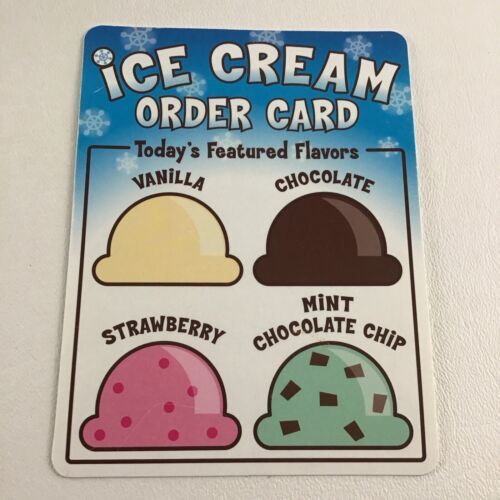 iCE CREAM
ORDER CARD
Today's Featured Flavors
VANiLLA
CHOCOLATE
STRAWBERRY
MiNT
CHOCOLATE CHiP